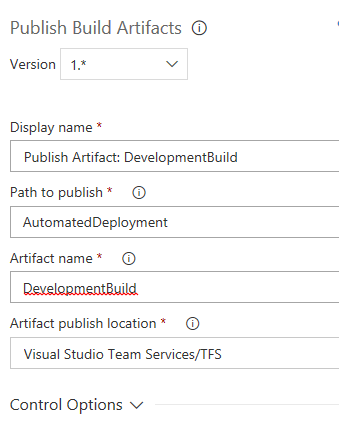 Publish Build Artifacts
Version 1.*
Display name *
Publish Artifact: DevelopmentBuild
Path to publish *
AutomatedDeployment
Artifact name *
DevelopmentBuild
Artifact publish location *
Visual Studio Team Services/TFS
Control Options